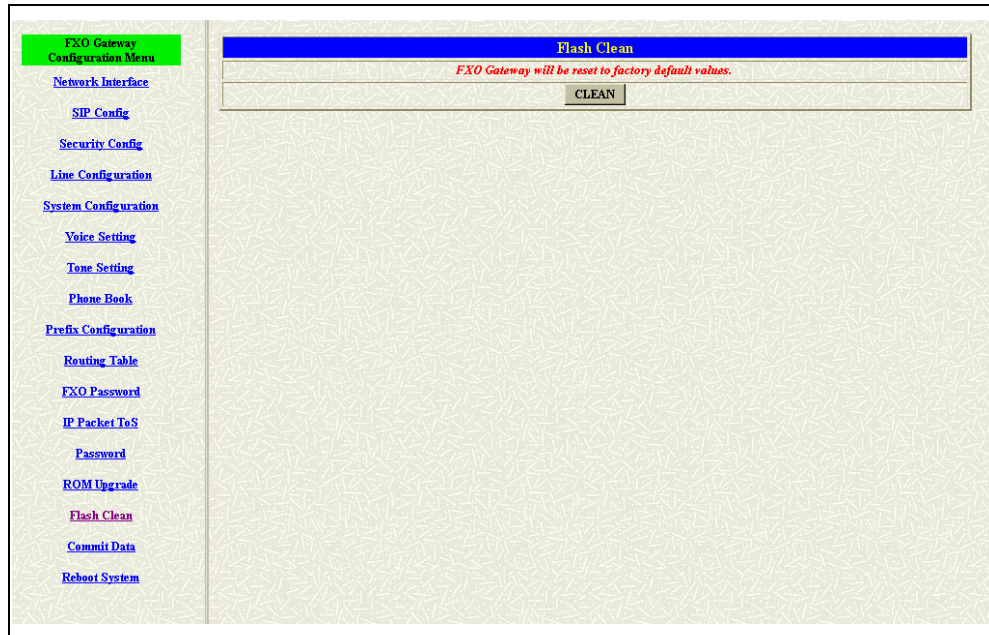 FXO Gateway
Configuration Menu
Network Interface
SIP Config
Security Config
Line Configuration
System Configuration
Voice Setting
Tone Setting
Phone Book
Prefix Configuration
Routing Table
FXO Password
IP Packet ToS
Password
ROM Upgrade
Flash Clean
Commit Data
Reboot System
Flash Clean
FXO Gateway will be reset to factory default values.
CLEAN